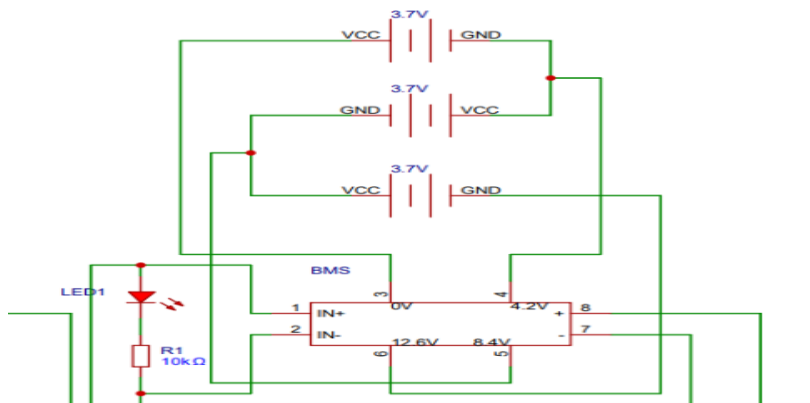 3.7V
VCC GND
3.7V
GND VCC
3.7V
VCC GND
BMS
LED1
3 4
0V 4.2V
1 IN+ + 8
2 IN- - 7
12.6V 8.4V
6 5
R1
10kΩ